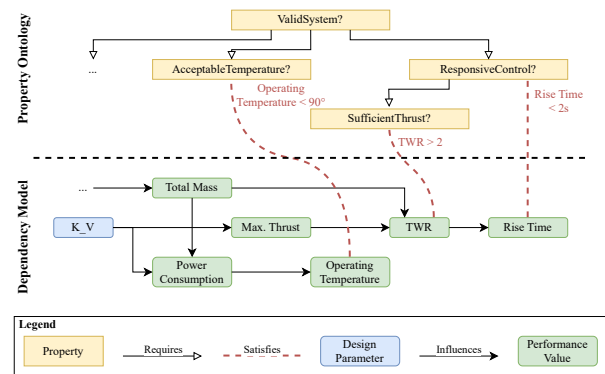 Property Ontology
ValidSystem?
...
AcceptableTemperature?
ResponsiveControl?
Operating
Temperature < 90°
Rise Time
< 2s
SufficientThrust?
TWR > 2
Dependency Model
...
Total Mass
K_V
Max. Thrust
TWR
Rise Time
Power
Consumption
Operating
Temperature
Legend
Property
Requires
Satisfies
Design
Parameter
Influences
Performance
Value